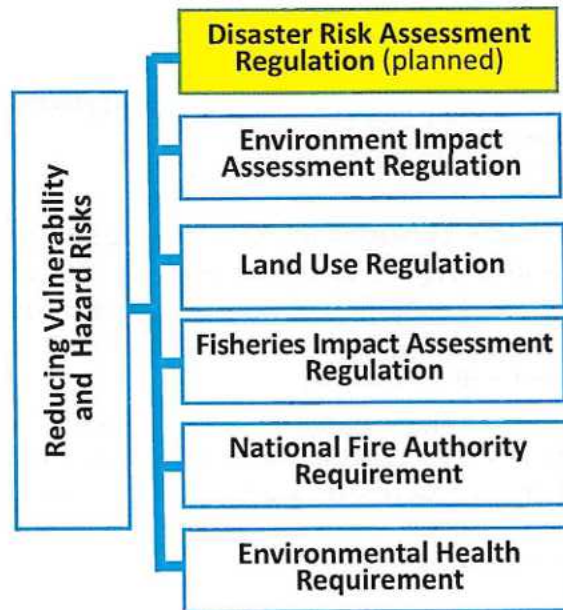 Disaster Risk Assessment
Regulation (planned)
Environment Impact
Assessment Regulation
Land Use Regulation
Fisheries Impact Assessment
Regulation
National Fire Authority
Requirement
Environmental Health
Requirement
Reducing Vulnerability
and Hazard Risks